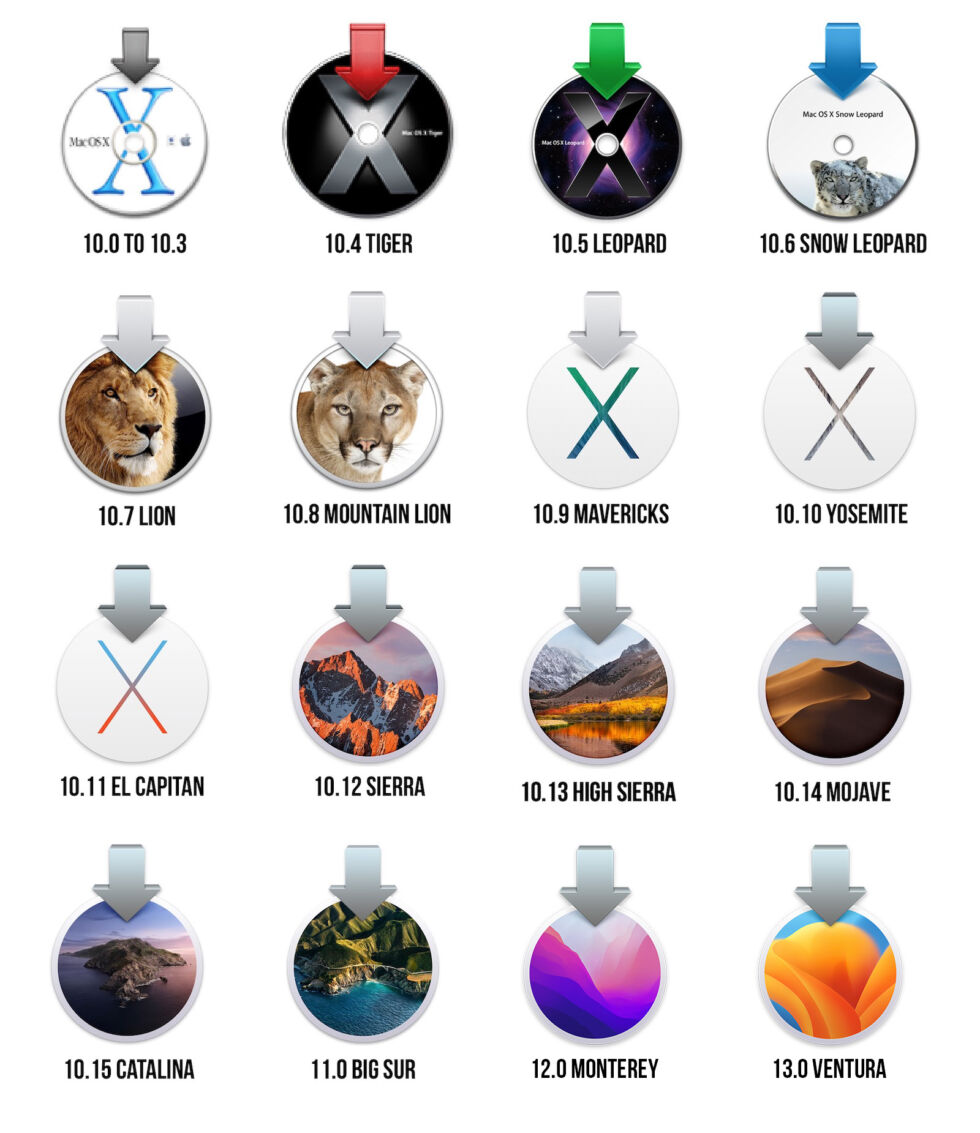 Mac OS X
X
Mac OS X Tiger
X
Mac OS X Leopard
X
Mac OS X Snow Leopard
10.0 TO 10.3
10.4 TIGER
10.5 LEOPARD
10.6 SNOW LEOPARD
X
X
10.7 LION
10.8 MOUNTAIN LION
10.9 MAVERICKS
10.10 YOSEMITE
X
10.11 EL CAPITAN
10.12 SIERRA
10.13 HIGH SIERRA
10.14 MOJAVE
10.15 CATALINA
11.0 BIG SUR
12.0 MONTEREY
13.0 VENTURA